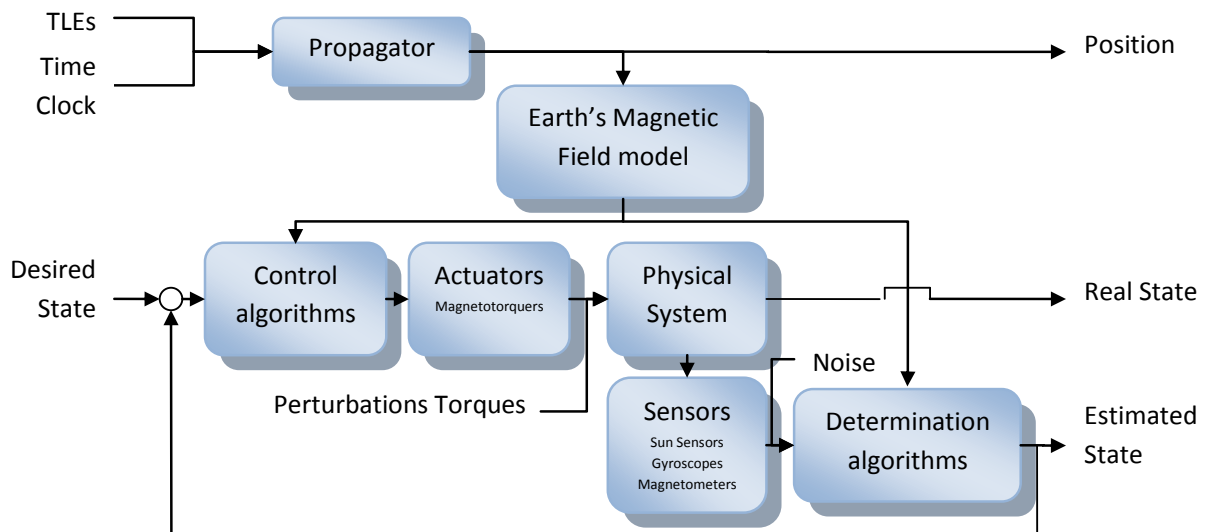 TLEs
Time
Clock
Propagator
Position
Earth's Magnetic
Field model
Desired
State
Control
algorithms
Actuators
Magnetotorquers
Physical
System
Real State
Perturbations Torques
Noise
Sensors
Sun Sensors
Gyroscopes
Magnetometers
Determination
algorithms
Estimated
State